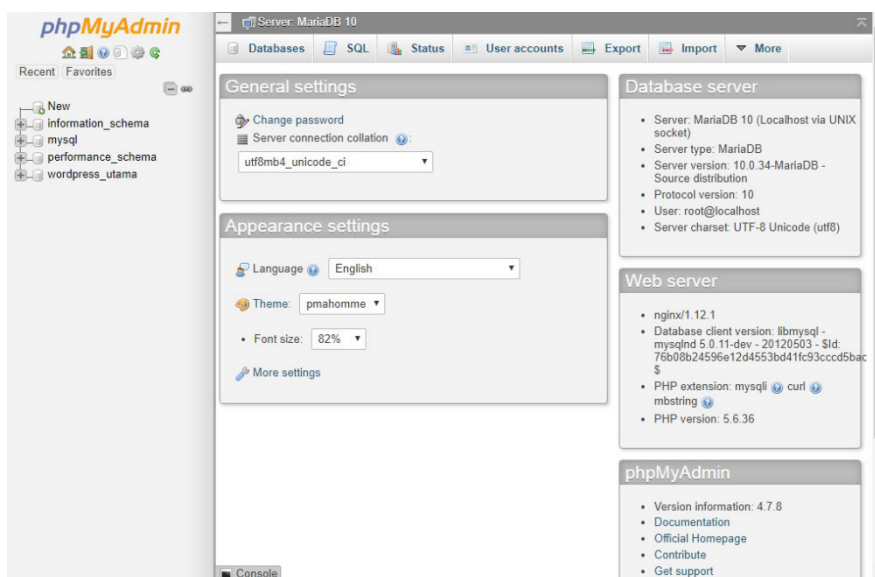 phpMyAdmin
Recent Favorites
New
information_schema
mysql
performance_schema
wordpress_utama
Server: MariaDB 10
Databases SQL Status User accounts Export Import More
General settings
Change password
Server connection collation :
utf8mb4_unicode_ci
Appearance settings
Language English
Theme: pmahomme
Font size: 82%
More settings
Database server
Server: MariaDB 10 (Localhost via UNIX
socket)
Server type: MariaDB
Server version: 10.0.34-MariaDB -
Source distribution
Protocol version: 10
User: root@localhost
Server charset: UTF-8 Unicode (utf8)
Web server
nginx/1.12.1
Database client version: libmysql -
mysqlnd 5.0.11-dev - 20120503 - $Id:
76b08b24596e12d4553bd41fc93cccd5bac
$
PHP extension: mysqli curl
mbstring
PHP version: 5.6.36
phpMyAdmin
Version information: 4.7.8
Documentation
Official Homepage
Contribute
Get support
Console